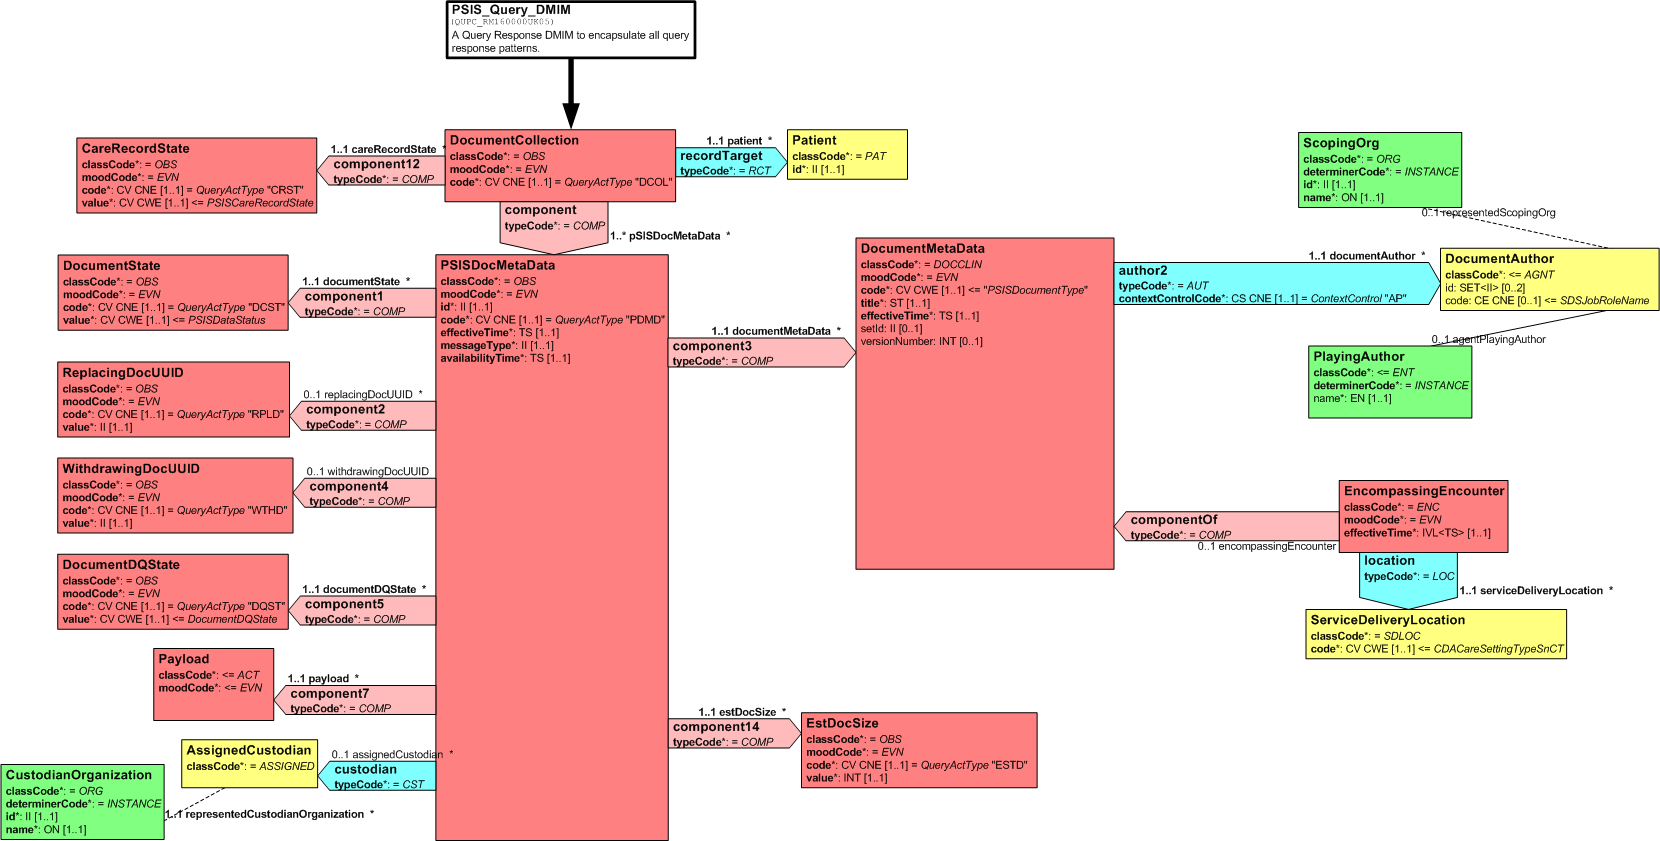 PSIS_Query_DMIM
(QUPC_RM160000UK05)
A Query Response DMIM to encapsulate all query
response patterns.
CareRecordState
classCode*: = OBS
moodCode*: = EVN
code*: CV CNE [1..1] = QueryActType "CRST"
value*: CV CWE [1..1] <= PSISCareRecordState
1..1 careRecordState *
component12
typeCode*: = COMP
DocumentCollection
classCode*: = OBS
moodCode*: = EVN
code*: CV CNE [1..1] = QueryActType "DCOL"
1..1 patient *
recordTarget
typeCode*: = RCT
Patient
classCode*: = PAT
id*: II [1..1]
component
typeCode*: = COMP
1..* pSISDocMetaData *
ScopingOrg
classCode*: = ORG
determinerCode*: = INSTANCE
id*: II [1..1]
name*: ON [1..1]
0..1 representedScopingOrg
DocumentState
classCode*: = OBS
moodCode*: = EVN
code*: CV CNE [1..1] = QueryActType "DCST"
value*: CV CWE [1..1] <= PSISDataStatus
1..1 documentState *
component1
typeCode*: = COMP
PSISDocMetaData
classCode*: = OBS
moodCode*: = EVN
id*: II [1..1]
code*: CV CNE [1..1] = QueryActType "PDMD"
effectiveTime*: TS [1..1]
messageType*: II [1..1]
availabilityTime*: TS [1..1]
1..1 documentMetaData *
component3
typeCode*: = COMP
DocumentMetaData
classCode*: = DOCCLIN
moodCode*: = EVN
code*: CV CWE [1..1] <= "PSISDocumentType"
title*: ST [1..1]
effectiveTime*: TS [1..1]
setId: II [0..1]
versionNumber: INT [0..1]
1..1 documentAuthor *
author2
typeCode*: = AUT
contextControlCode*: CS CNE [1..1] = ContextControl "AP"
DocumentAuthor
classCode*: <= AGNT
id: SET<II> [0..2]
code: CE CNE [0..1] <= SDSJobRoleName
0..1 agentPlayingAuthor
PlayingAuthor
classCode*: <= ENT
determinerCode*: = INSTANCE
name*: EN [1..1]
ReplacingDocUUID
classCode*: = OBS
moodCode*: = EVN
code*: CV CNE [1..1] = QueryActType "RPLD"
value*: II [1..1]
0..1 replacingDocUUID *
component2
typeCode*: = COMP
WithdrawingDocUUID
classCode*: = OBS
moodCode*: = EVN
code*: CV CNE [1..1] = QueryActType "WTHD"
value*: II [1..1]
0..1 withdrawingDocUUID
component4
typeCode*: = COMP
componentOf
typeCode*: = COMP
0..1 encompassingEncounter
EncompassingEncounter
classCode*: = ENC
moodCode*: = EVN
effectiveTime*: IVL<TS> [1..1]
location
typeCode*: = LOC
1..1 serviceDeliveryLocation *
ServiceDeliveryLocation
classCode*: = SDLOC
code*: CV CWE [1..1] <= CDACareSettingTypeSnCT
DocumentDQState
classCode*: = OBS
moodCode*: = EVN
code*: CV CNE [1..1] = QueryActType "DQST"
value*: CV CWE [1..1] <= DocumentDQState
1..1 documentDQState *
component5
typeCode*: = COMP
Payload
classCode*: <= ACT
moodCode*: <= EVN
1..1 payload *
component7
typeCode*: = COMP
1..1 estDocSize *
component14
typeCode*: = COMP
EstDocSize
classCode*: = OBS
moodCode*: = EVN
code*: CV CNE [1..1] = QueryActType "ESTD"
value*: INT [1..1]
AssignedCustodian
classCode*: = ASSIGNED
0..1 assignedCustodian *
custodian
typeCode*: = CST
CustodianOrganization
classCode*: = ORG
determinerCode*: = INSTANCE
id*: II [1..1]
name*: ON [1..1]
1..1 representedCustodianOrganization *